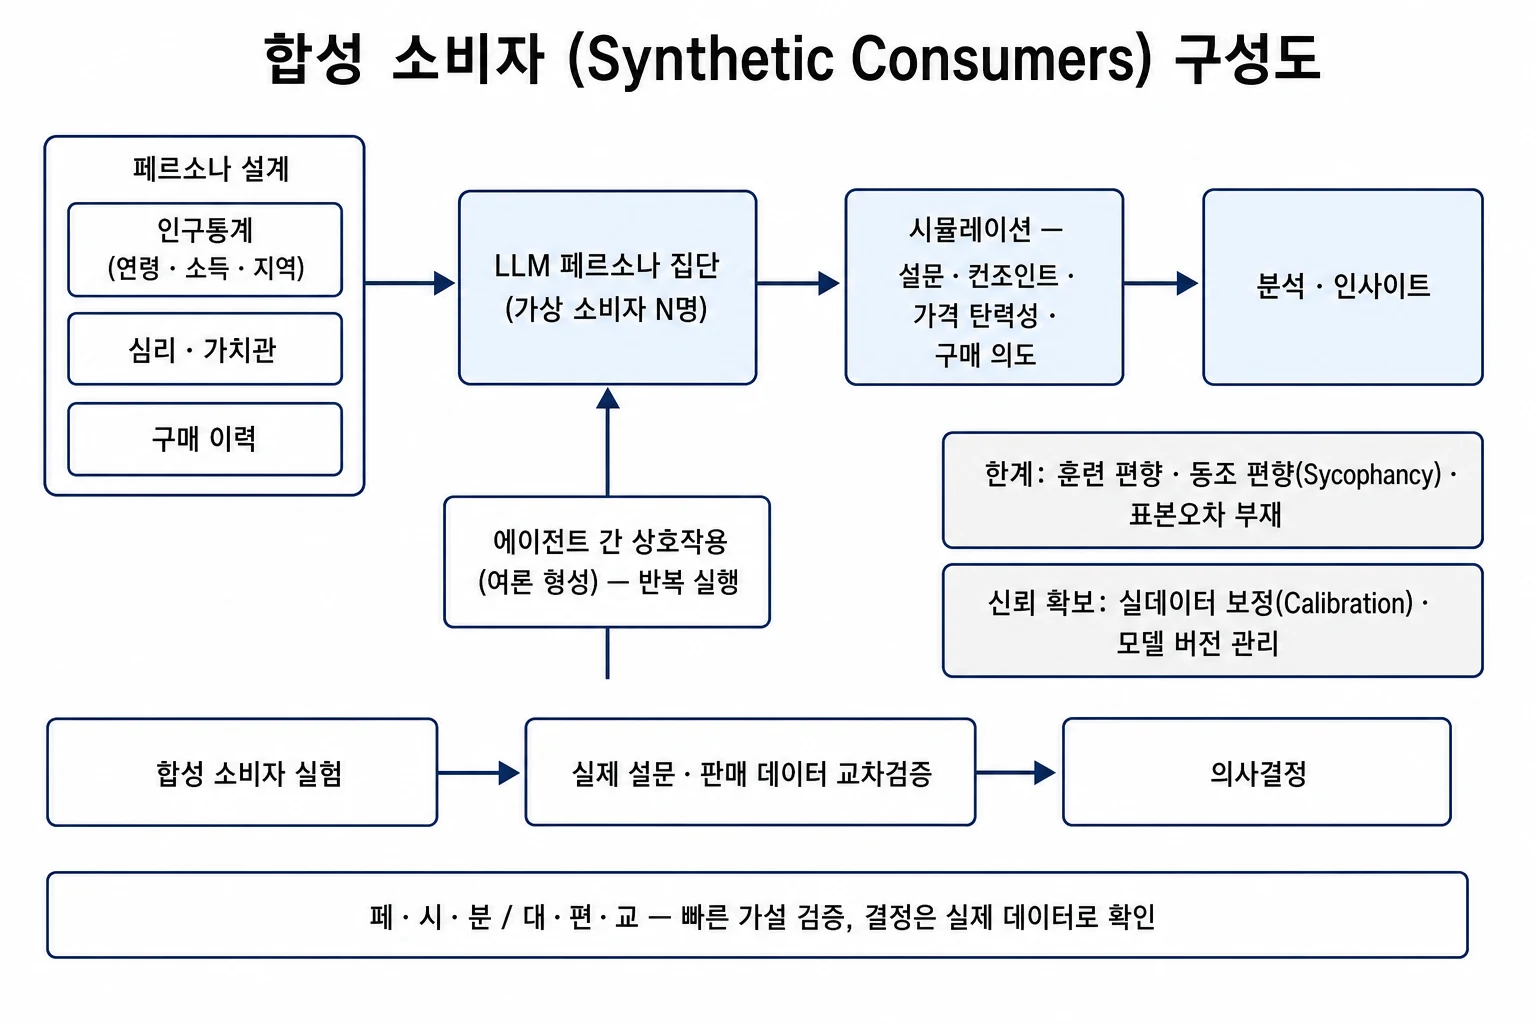 합성 소비자 (Synthetic Consumers) 구성도
페르소나 설계
인구통계
(연령 · 소득 · 지역)
심리 · 가치관
구매 이력
LLM 페르소나 집단
(가상 소비자 N명)
시뮬레이션 —
설문 · 컨조인트 ·
가격 탄력성 ·
구매 의도
분석 · 인사이트
에이전트 간 상호작용
(여론 형성) — 반복 실행
한계: 훈련 편향 · 동조 편향(Sycophancy) ·
표본오차 부재
신뢰 확보: 실데이터 보정(Calibration) ·
모델 버전 관리
합성 소비자 실험
실제 설문 · 판매 데이터 교차검증
의사결정
페 · 시 · 분 / 대 · 편 · 교 — 빠른 가설 검증, 결정은 실제 데이터로 확인